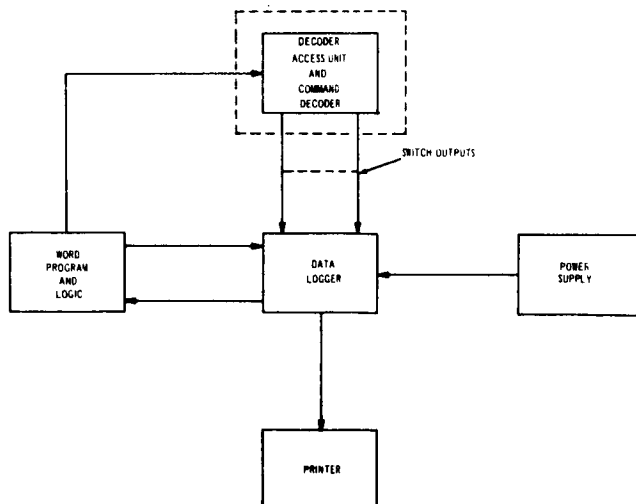 DECODER
ACCESS UNIT
AND
COMMAND
DECODER
SWITCH OUTPUTS
WORD
PROGRAM
AND
LOGIC
DATA
LOGGER
POWER
SUPPLY
PRINTER